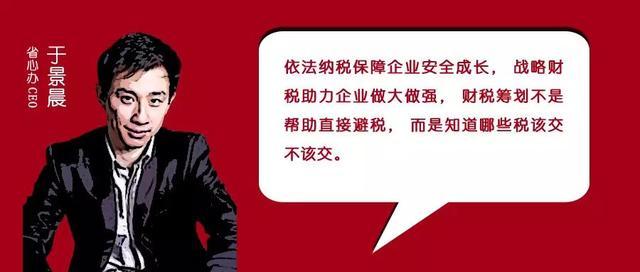 于景晨
省心办CEO
依法纳税保障企业安全成长， 战略财
税助力企业做大做强， 财税筹划不是
帮助直接避税， 而是知道哪些税该交
不该交。